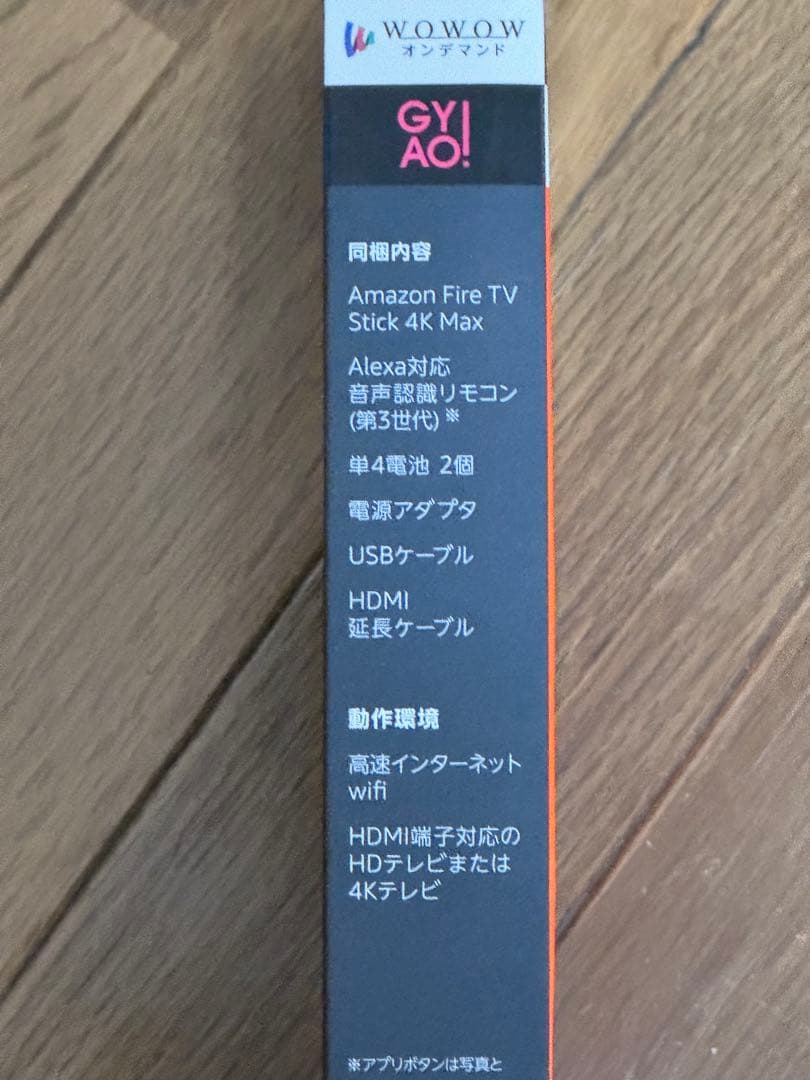 WOWOW
オンデマンド
GY
AO!
同梱内容
Amazon Fire TV
Stick 4K Max
Alexa対応
音声認識リモコン
(第3世代) ※
単4電池 2個
電源アダプタ
USBケーブル
HDMI
延長ケーブル
動作環境
高速インターネット
wifi
HDMI端子対応の
HDテレビまたは
4Kテレビ
※アプリボタンは写真と